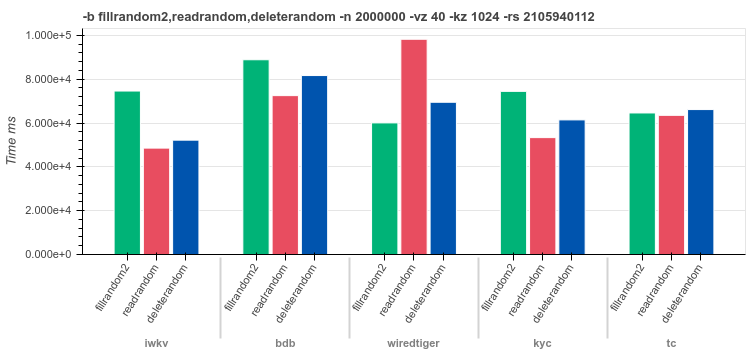 -b fillrandom2,readrandom,deleterandom -n 2000000 -vz 40 -kz 1024 -rs 2105940112
Time ms
1.000e+5
8.000e+4
6.000e+4
4.000e+4
2.000e+4
0.000e+0
fillrandom2
readrandom
deleterandom
fillrandom2
readrandom
deleterandom
fillrandom2
readrandom
deleterandom
fillrandom2
readrandom
deleterandom
fillrandom2
readrandom
deleterandom
iwkv
bdb
wiredtiger
kyc
tc